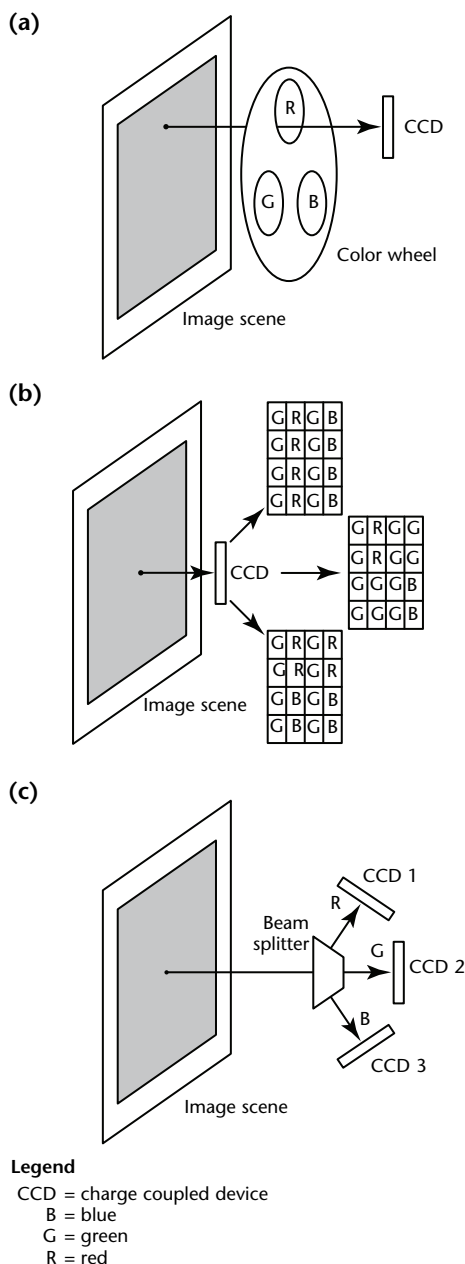 (a)
R
CCD
G B
Color wheel
Image scene
(b)
G R G B
G R G B
G R G B
G R G B
CCD
G R G G
G R G G
G G G B
G G G B
G R G R
G R G R
G B G B
G B G B
Image scene
(c)
CCD 1
R
Beam
splitter
G
CCD 2
B
CCD 3
Image scene
Legend
CCD = charge coupled device
B = blue
G = green
R = red